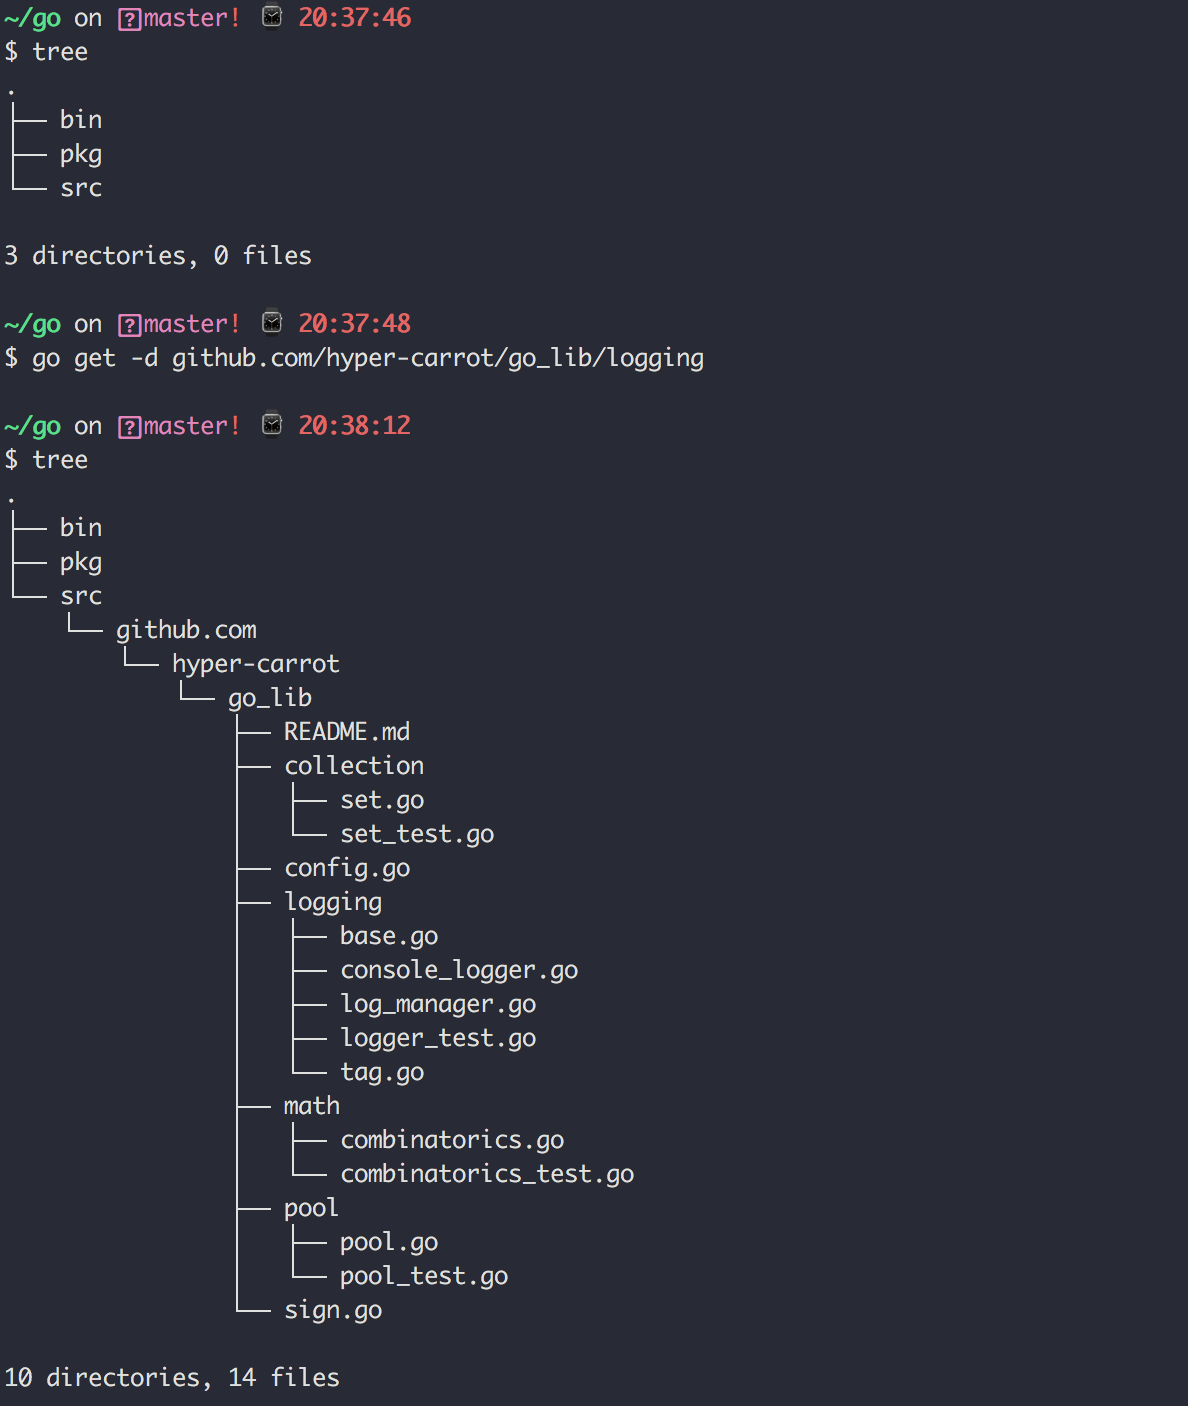 ~/go on ?master! ⌚ 20:37:46
$ tree
.
├── bin
├── pkg
└── src

3 directories, 0 files

~/go on ?master! ⌚ 20:37:48
$ go get -d github.com/hyper-carrot/go_lib/logging

~/go on ?master! ⌚ 20:38:12
$ tree
.
├── bin
├── pkg
└── src
    └── github.com
        └── hyper-carrot
            └── go_lib
                ├── README.md
                ├── collection
                │   ├── set.go
                │   └── set_test.go
                ├── config.go
                ├── logging
                │   ├── base.go
                │   ├── console_logger.go
                │   ├── log_manager.go
                │   ├── logger_test.go
                │   └── tag.go
                ├── math
                │   ├── combinatorics.go
                │   └── combinatorics_test.go
                ├── pool
                │   ├── pool.go
                │   └── pool_test.go
                └── sign.go

10 directories, 14 files